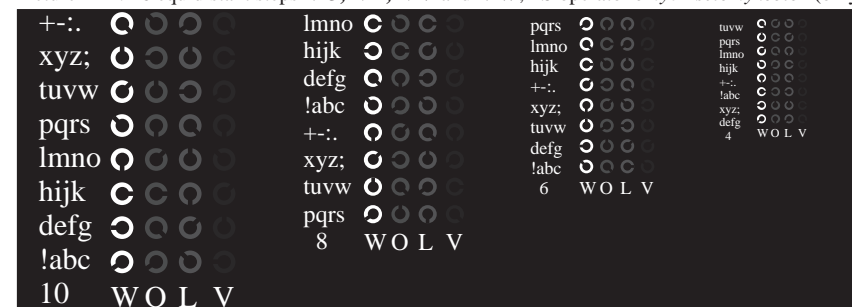 +-:.
xyz;
tuvw
pqrs
lmno
hijk
defg
!abc
10 W O L V
lmno
hijk
defg
!abc
+-:.
xyz;
tuvw
pqrs
8 W O L V
pqrs
lmno
hijk
+-:.
xyz;
tuvw
defg
!abc
6 W O L V
tuvw
pqrs
lmno
hijk
+-:.
!abc
xyz;
defg
4 W O L V